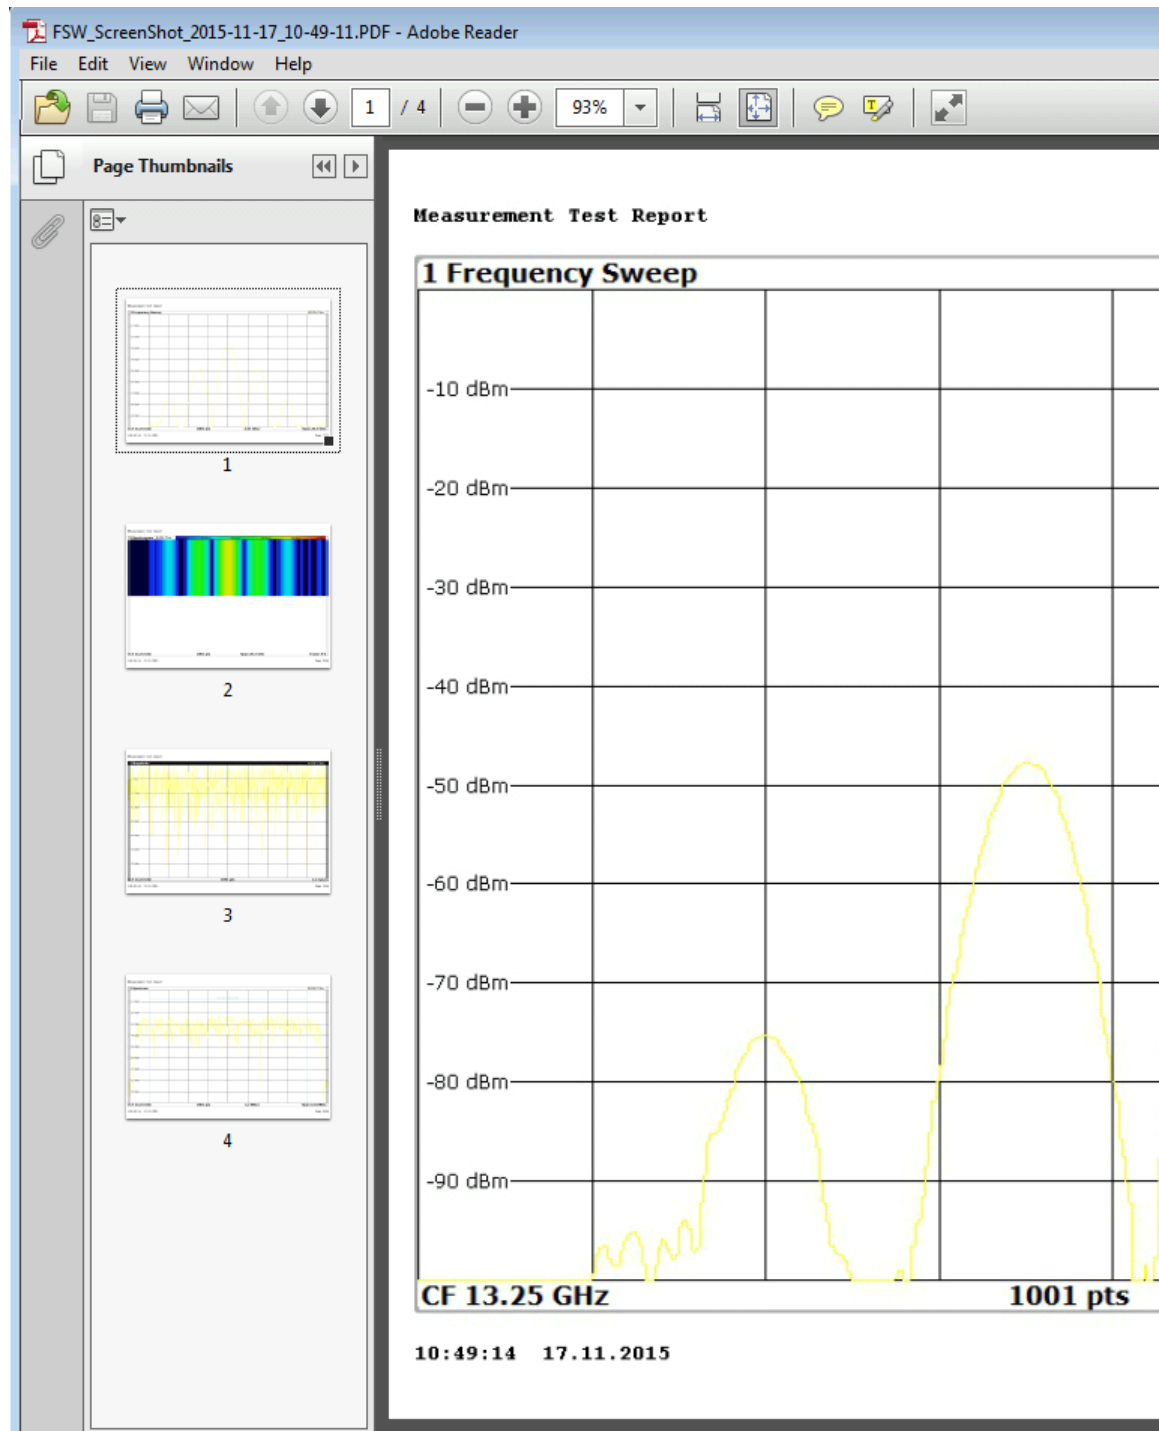 FSW_ScreenShot_2015-11-17_10-49-11.PDF - Adobe Reader
File Edit View Window Help
1 / 4 93%
Page Thumbnails
1
2
3
4
Measurement Test Report
1 Frequency Sweep
-10 dBm
-20 dBm
-30 dBm
-40 dBm
-50 dBm
-60 dBm
-70 dBm
-80 dBm
-90 dBm
CF 13.25 GHz 1001 pts
10:49:14 17.11.2015